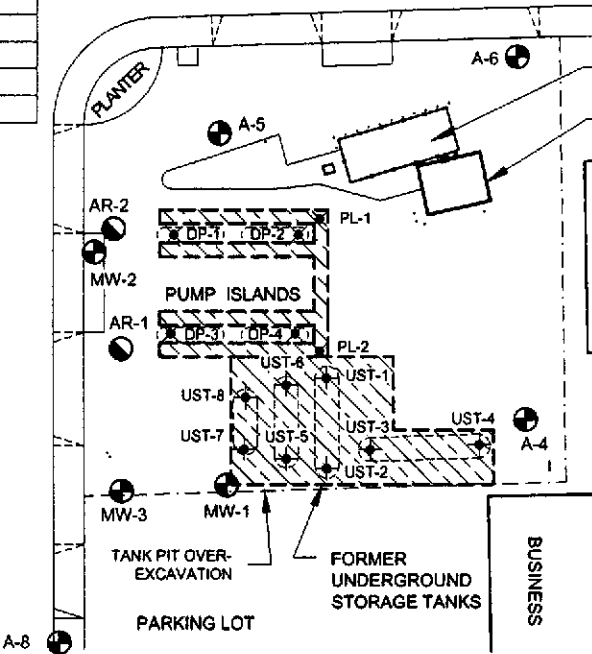 A-6
PLANTER
A-5
AR-2
PL-1
DP-1
DP-2
MW-2
PUMP ISLANDS
AR-1
DP-3
DP-4
PL-2
UST-6
UST-1
UST-8
UST-4
UST-3
A-4
UST-7
UST-5
UST-2
MW-3
MW-1
TANK PIT OVER-
EXCAVATION
FORMER
UNDERGROUND
STORAGE TANKS
BUSINESS
PARKING LOT
A-8